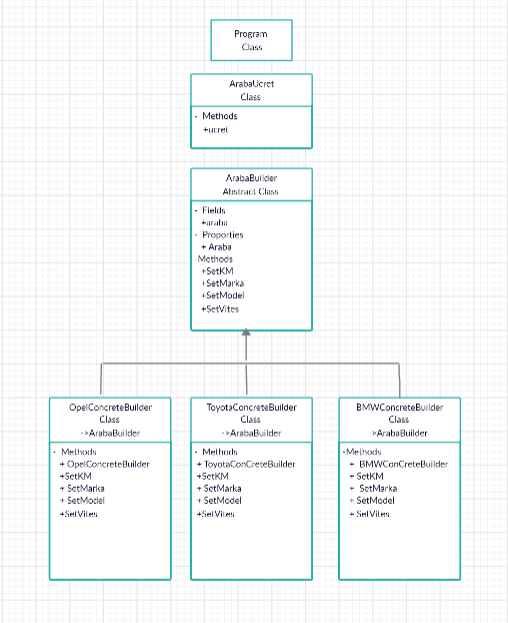 Program
Class
ArabaUcret
Class
- Methods
+ucret
ArabaBuilder
Abstract Class
- Fields
+araba
- Proporties
+ Araba
-Methods
+SetKM
+SetMarka
+SetModel
+SetVites
OpelConcreteBuilder
Class
->ArabaBuilder
- Methods
+ OpelConcreteBuilder
+SetKM
+ SetMarka
+ SetModel
+SetVites
ToyotaConcreteBuilder
Class
->ArabaBuilder
- Methods
+ ToyotaConCreteBuilder
+SetKM
+ SetMarka
+ SetModel
+SetVites
BMWConcreteBuilder
Class
>ArabaBuilder
-Methods
+ BMWConCreteBuilder
+ SetKM
+ SetMarka
+ SetModel
+ SetVites